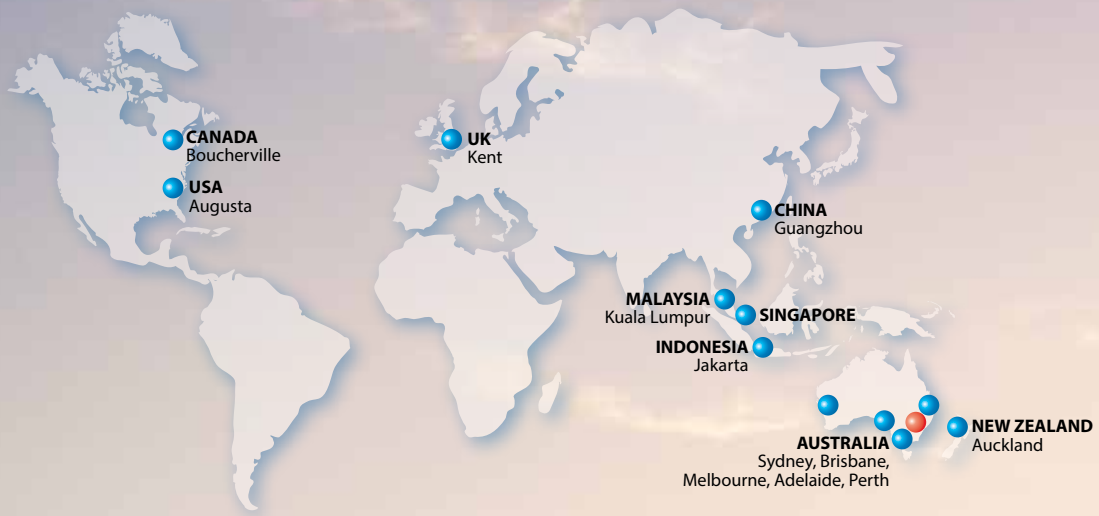 CANADA
Boucherville
USA
Augusta
UK
Kent
CHINA
Guangzhou
MALAYSIA
Kuala Lumpur
SINGAPORE
INDONESIA
Jakarta
AUSTRALIA
Sydney, Brisbane,
Melbourne, Adelaide, Perth
NEW ZEALAND
Auckland